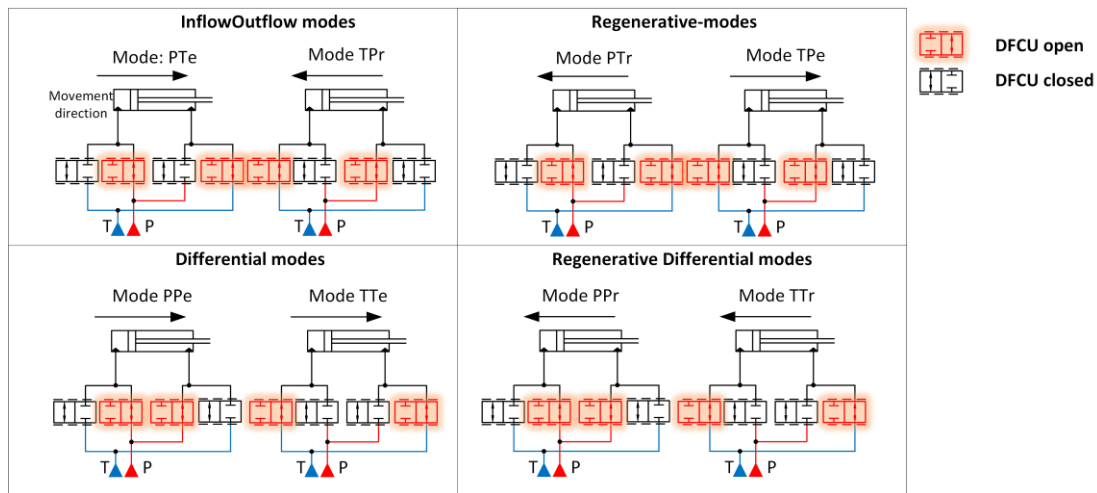 InflowOutflow modes
Regenerative-modes
DFCU open
DFCU closed
Mode: PTe
Mode TPr
Mode PTr
Mode TPe
Movement
direction
T P
T P
T P
T P
Differential modes
Regenerative Differential modes
Mode PPe
Mode TTe
Mode PPr
Mode TTr
T P
T P
T P
T P